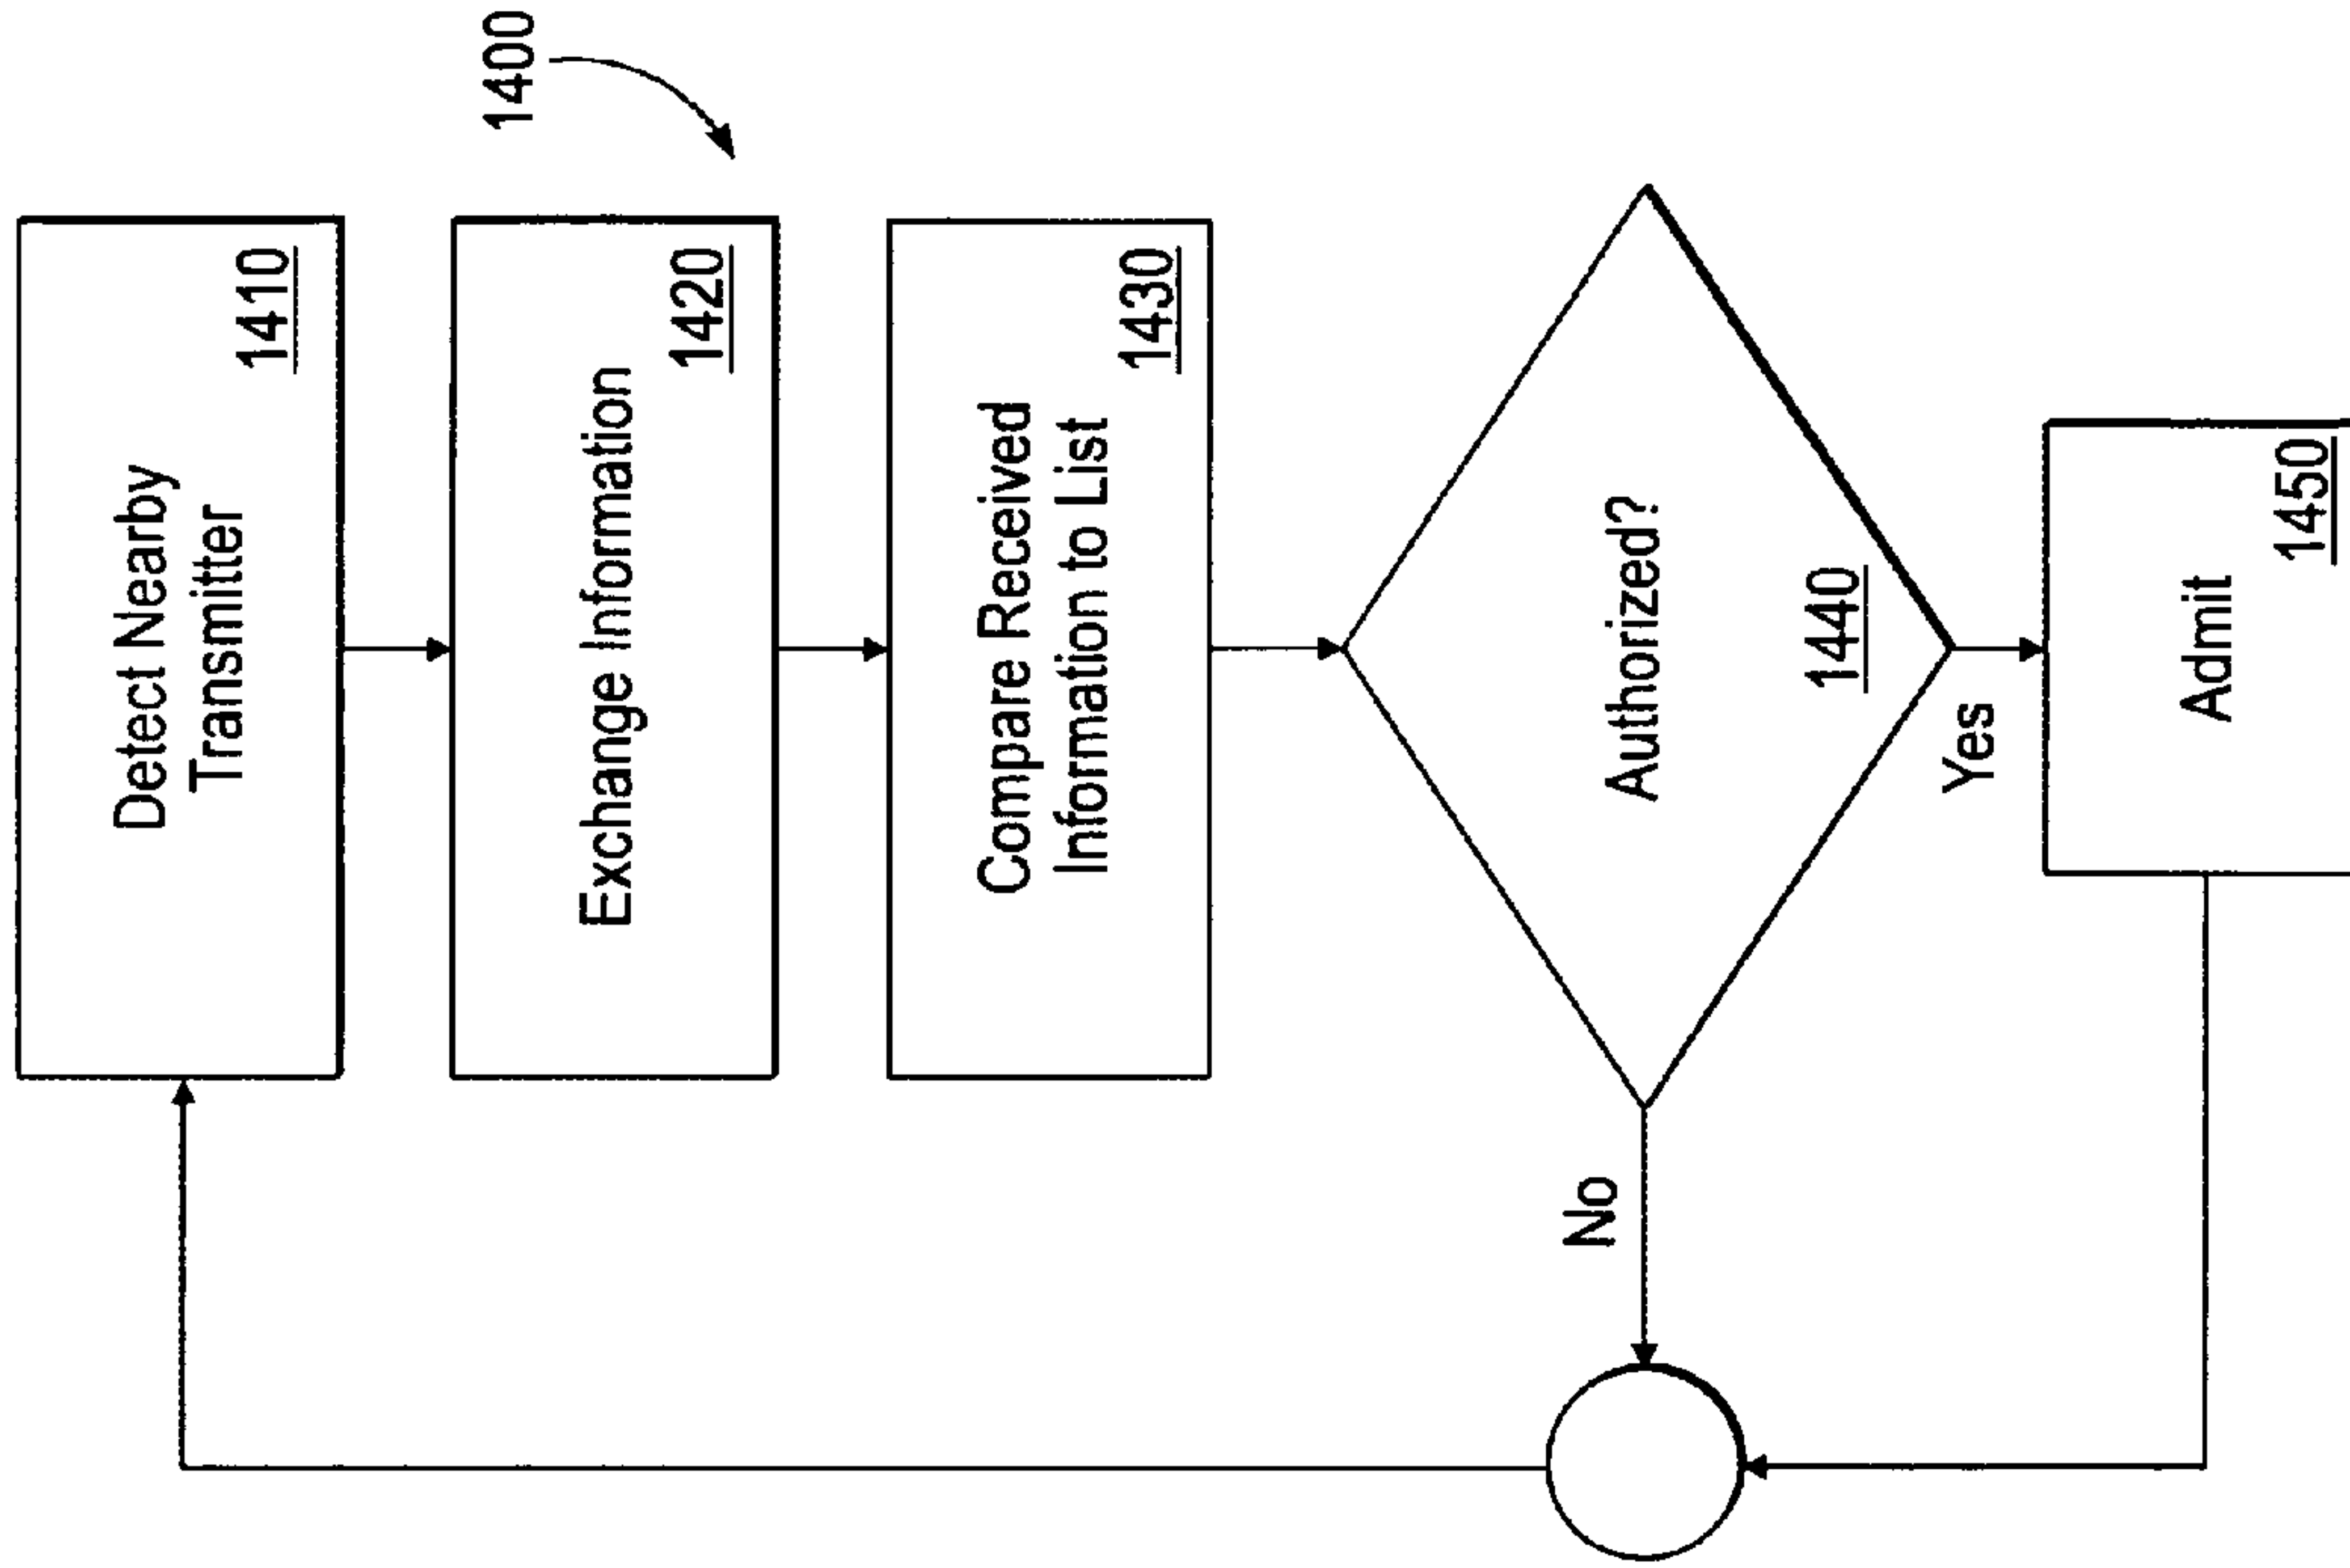 1400
Detect Nearby
Transmitter
1410
Exchange Information
1420
Compare Received
Information to List
1430
Authorized?
1440
No
Yes
Admit
1450